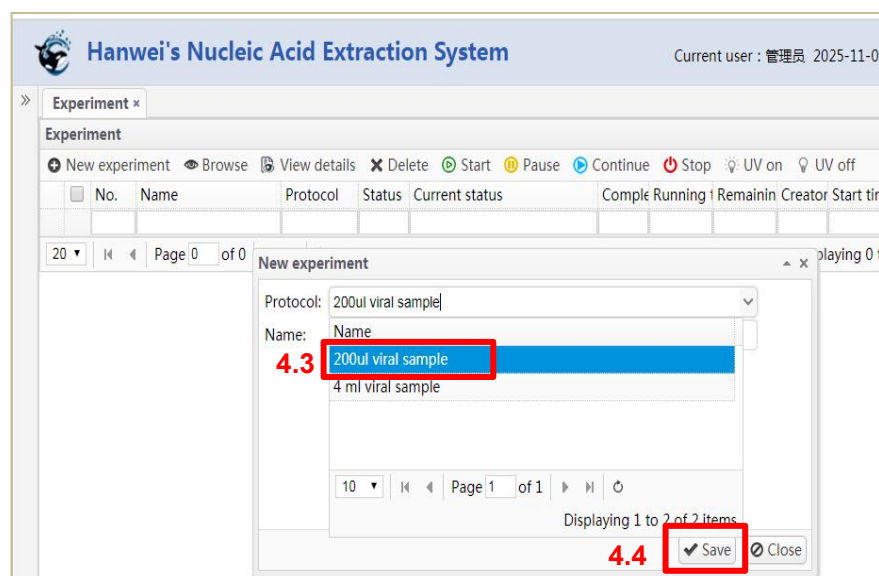 Hanwei's Nucleic Acid Extraction System
Current user : 管理员 2025-11-0
Experiment ×
Experiment
New experiment Browse View details Delete Start Pause Continue Stop UV on UV off
No. Name Protocol Status Current status Comple Running t Remainin Creator Start tir
20 Page 0 of 0 playing 0 t
New experiment
Protocol: 200ul viral sample
Name: Name
4.3 200ul viral sample
4 ml viral sample
10 Page 1 of 1
Displaying 1 to 2 of 2 items
4.4 Save Close